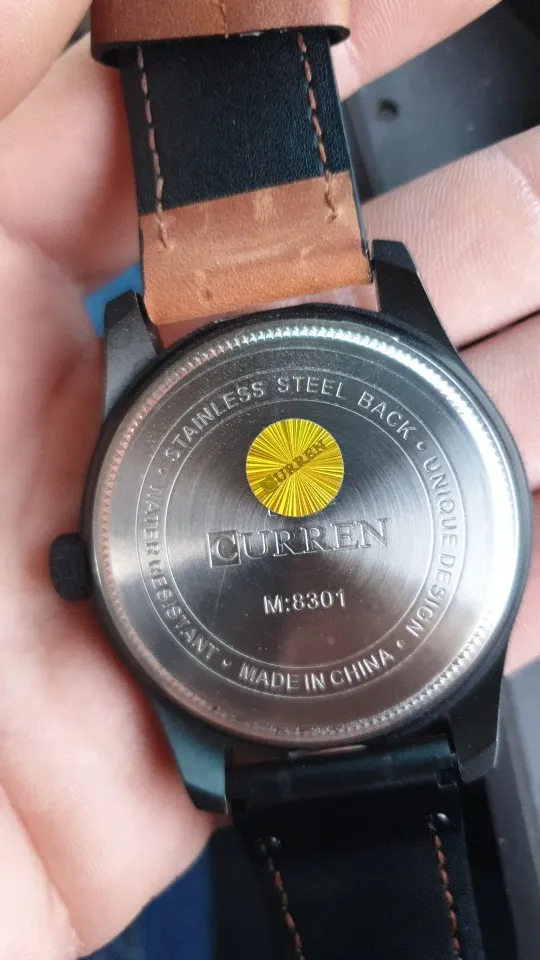 • STAINLESS STEEL BACK • UNIQUE DESIGN • MADE IN CHINA • WATER RESISTANT
CURREN
CURREN
M:8301